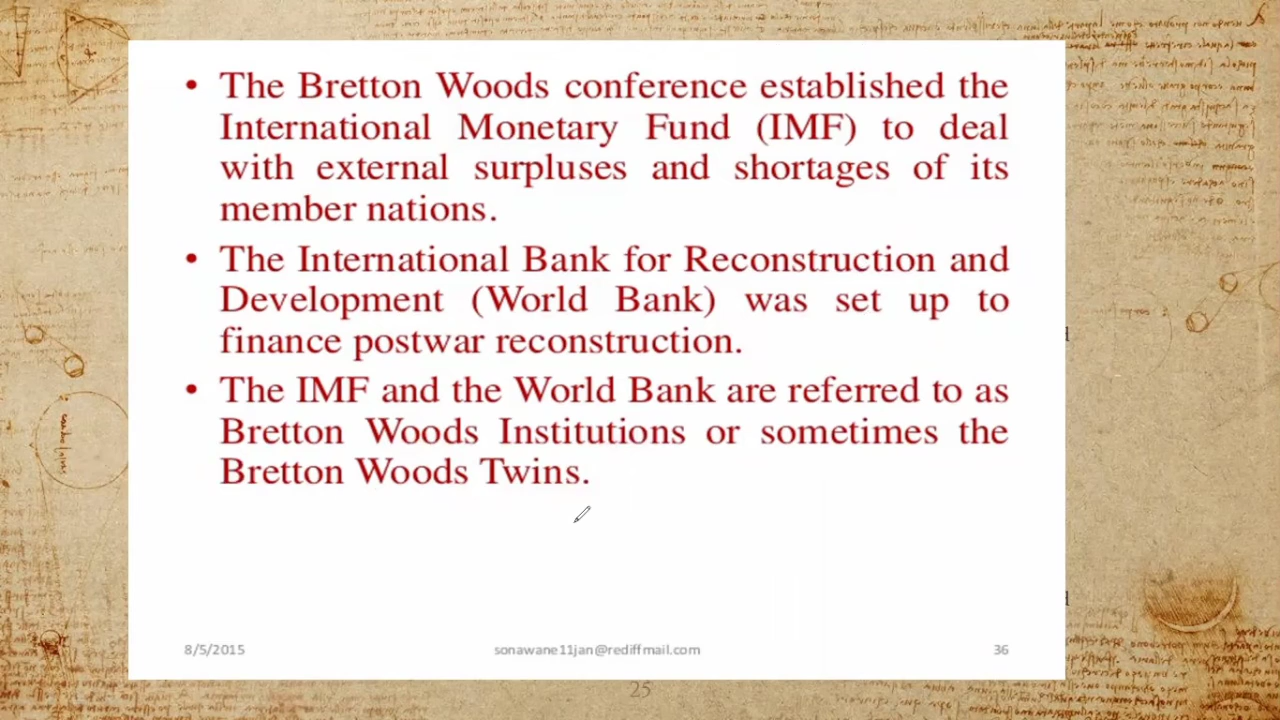 • The Bretton Woods conference established the
International Monetary Fund (IMF) to deal
with external surpluses and shortages of its
member nations.
• The International Bank for Reconstruction and
Development (World Bank) was set up to
finance postwar reconstruction.
• The IMF and the World Bank are referred to as
Bretton Woods Institutions or sometimes the
Bretton Woods Twins.
8/5/2015 sonawane11jan@rediffmail.com 36
25